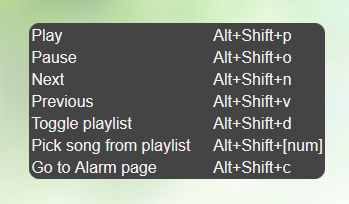 Play Alt+Shift+p
Pause Alt+Shift+o
Next Alt+Shift+n
Previous Alt+Shift+v
Toggle playlist Alt+Shift+d
Pick song from playlist Alt+Shift+[num]
Go to Alarm page Alt+Shift+c